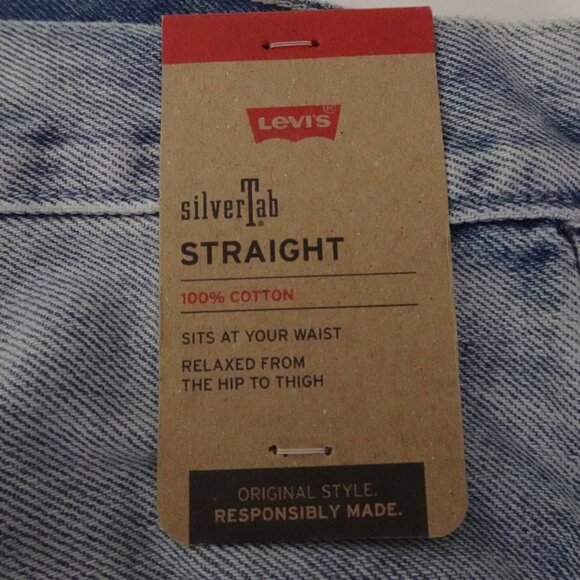 LEVI'S
silverTab®
STRAIGHT
100% COTTON
SITS AT YOUR WAIST
RELAXED FROM
THE HIP TO THIGH
ORIGINAL STYLE.
RESPONSIBLY MADE.